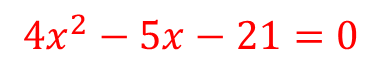 4x² − 5x − 21 = 0